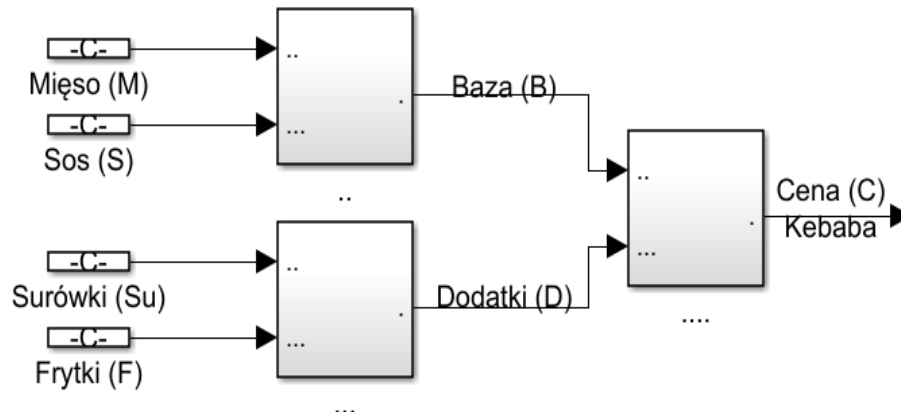 -C-
Mięso (M)
-C-
Sos (S)
..
...
.
..
Baza (B)
-C-
Surówki (Su)
-C-
Frytki (F)
..
...
.
...
Dodatki (D)
..
...
.
....
Cena (C)
Kebaba